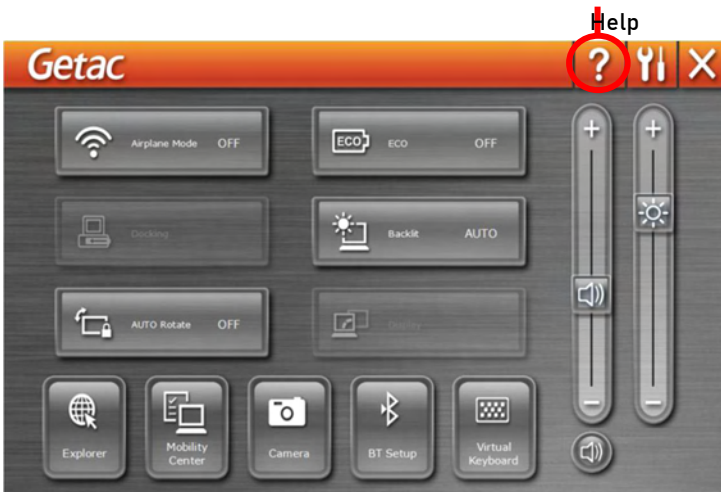 Help
Getac ?
Airplane Mode OFF
ECO ECO OFF
Docking
Backlit AUTO
AUTO Rotate OFF
Display
+ +
- -
Explorer
Mobility
Center
Camera
BT Setup
Virtual
Keyboard